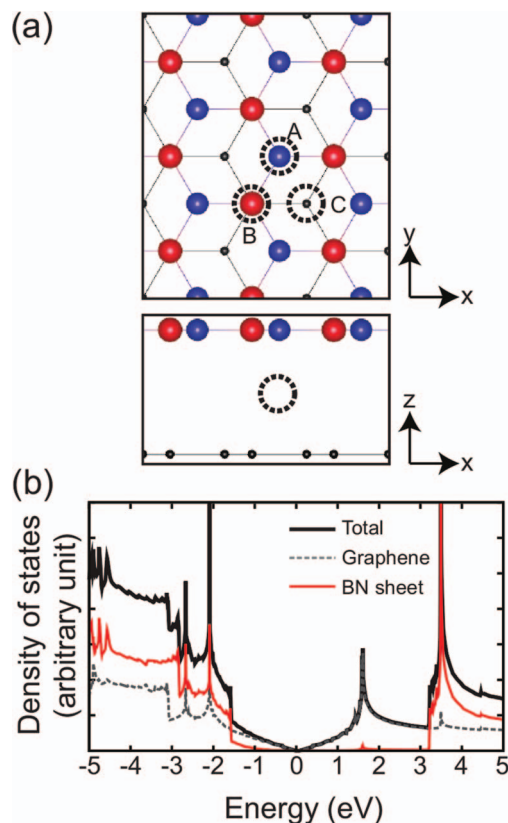 (a)
A
B
C
y
x
z
x
(b)
Total
Graphene
BN sheet
Density of states
(arbitrary unit)
-5 -4 -3 -2 -1 0 1 2 3 4 5
Energy (eV)